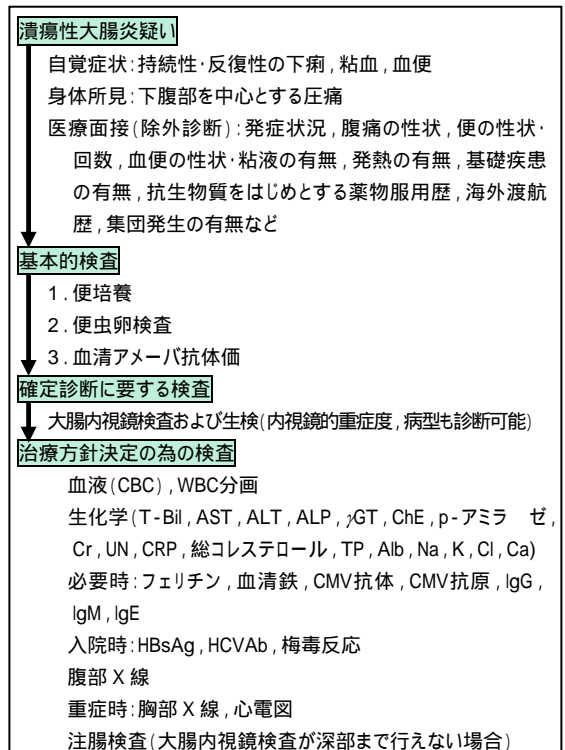 潰瘍性大腸炎疑い
自覚症状:持続性・反復性の下痢,粘血,血便
身体所見:下腹部を中心とする圧痛
医療面接(除外診断):発症状況,腹痛の性状,便の性状・
回数,血便の性状・粘液の有無,発熱の有無,基礎疾患
の有無,抗生物質をはじめとする薬物服用歴,海外渡航
歴,集団発生の有無など
基本的検査
1.便培養
2.便虫卵検査
3.血清アメーバ抗体価
確定診断に要する検査
大腸内視鏡検査および生検(内視鏡的重症度,病型も診断可能)
治療方針決定の為の検査
血液(CBC),WBC分画
生化学(T-Bil,AST,ALT,ALP,γGT,ChE,p-アミラ ゼ,
Cr,UN,CRP,総コレステロール,TP,Alb,Na,K,Cl,Ca)
必要時:フェリチン,血清鉄,CMV抗体,CMV抗原,IgG,
IgM,IgE
入院時:HBsAg,HCVAb,梅毒反応
腹部X線
重症時:胸部X線,心電図
注腸検査(大腸内視鏡検査が深部まで行えない場合)